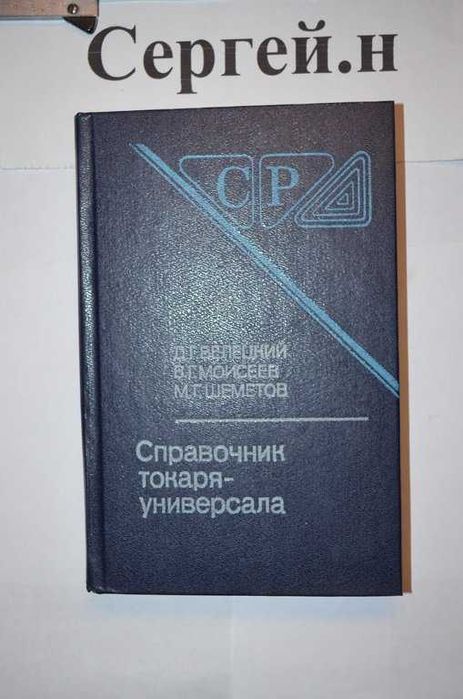 Сергей.н
СР
Д.Г. БЕЛЕЦКИЙ
В.Г. МОИСЕЕВ
М.Г. ШЕМЕТОВ
Справочник
токаря-
универсала